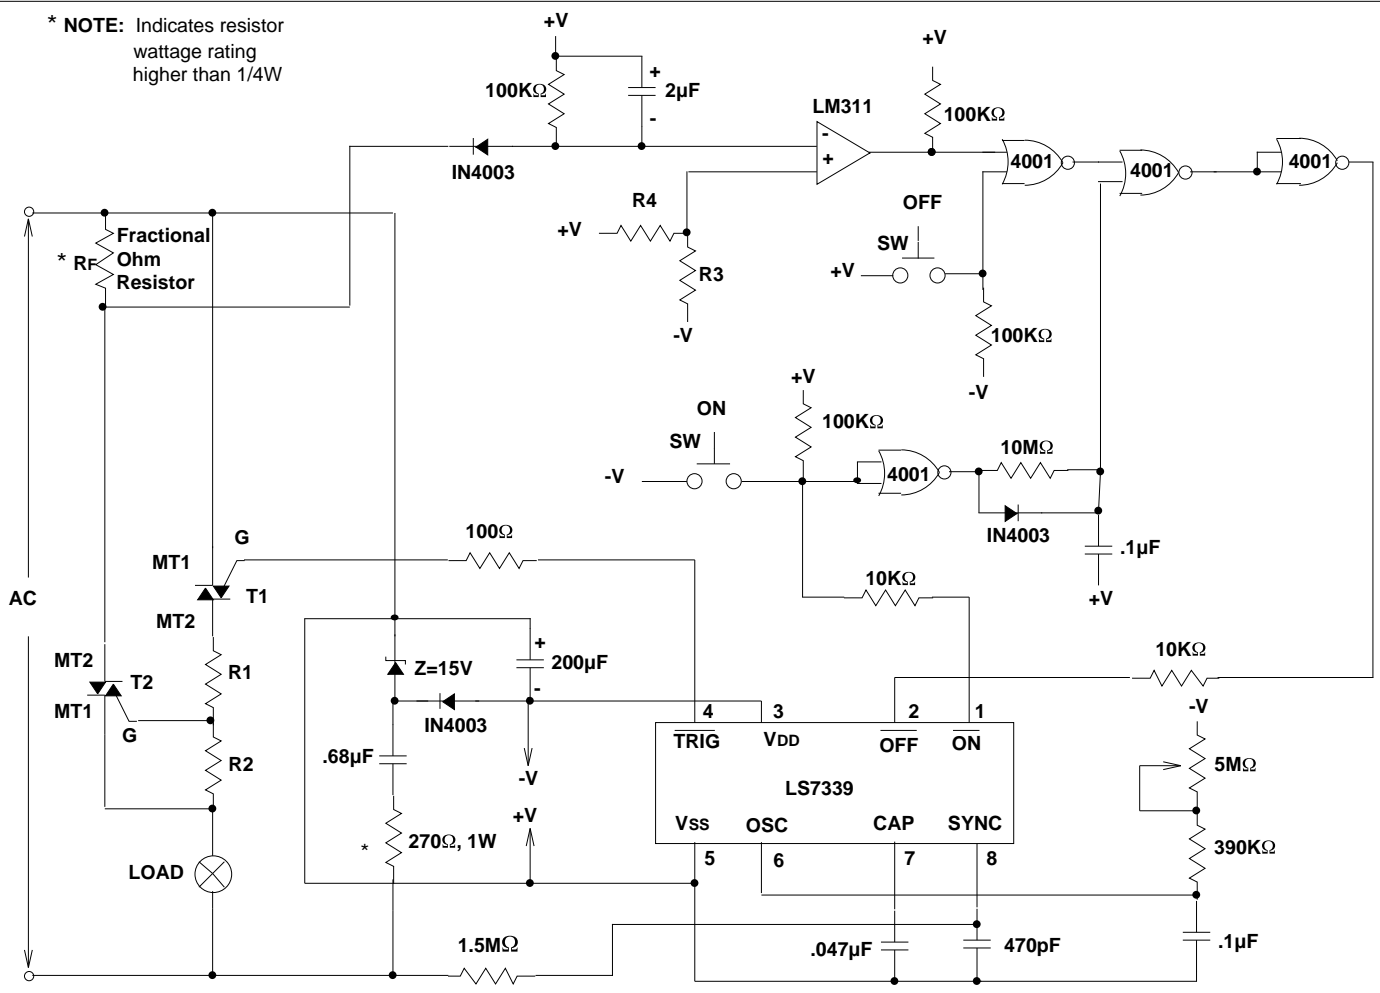 * NOTE: Indicates resistor
wattage rating
higher than 1/4W
+V
100KΩ
+
2µF
-
IN4003
LM311
-
+
+V
100KΩ
4001
4001
4001
R4
+V
R3
-V
OFF
SW
+V
100KΩ
-V
AC
* RF
Fractional
Ohm
Resistor
+V
100KΩ
ON
SW
-V
4001
10MΩ
IN4003
.1µF
+V
G
100Ω
MT1
T1
MT2
10KΩ
MT2
T2
MT1
G
R1
R2
LOAD
Z=15V
+
200µF
-
IN4003
.68µF
-V
+V
* 270Ω, 1W
10KΩ
4
3
2
1
TRIG
VDD
OFF
ON
LS7339
VSS
OSC
CAP
SYNC
5
6
7
8
-V
5MΩ
390KΩ
1.5MΩ
.047µF
470pF
.1µF